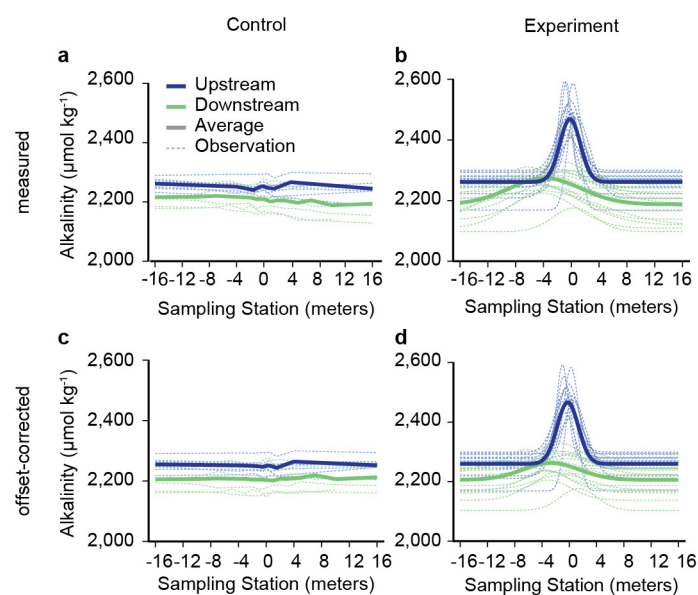 Control
Experiment
a
b
measured
Alkalinity (µmol kg⁻¹)
2,600
2,400
2,200
2,000
Upstream
Downstream
Average
Observation
-16 -12 -8 -4 0 4 8 12 16
Sampling Station (meters)
2,600
2,400
2,200
2,000
-16 -12 -8 -4 0 4 8 12 16
Sampling Station (meters)
c
d
offset-corrected
Alkalinity (µmol kg⁻¹)
2,600
2,400
2,200
2,000
-16 -12 -8 -4 0 4 8 12 16
Sampling Station (meters)
2,600
2,400
2,200
2,000
-16 -12 -8 -4 0 4 8 12 16
Sampling Station (meters)